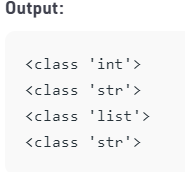 Output:
<class 'int'>
<class 'str'>
<class 'list'>
<class 'str'>